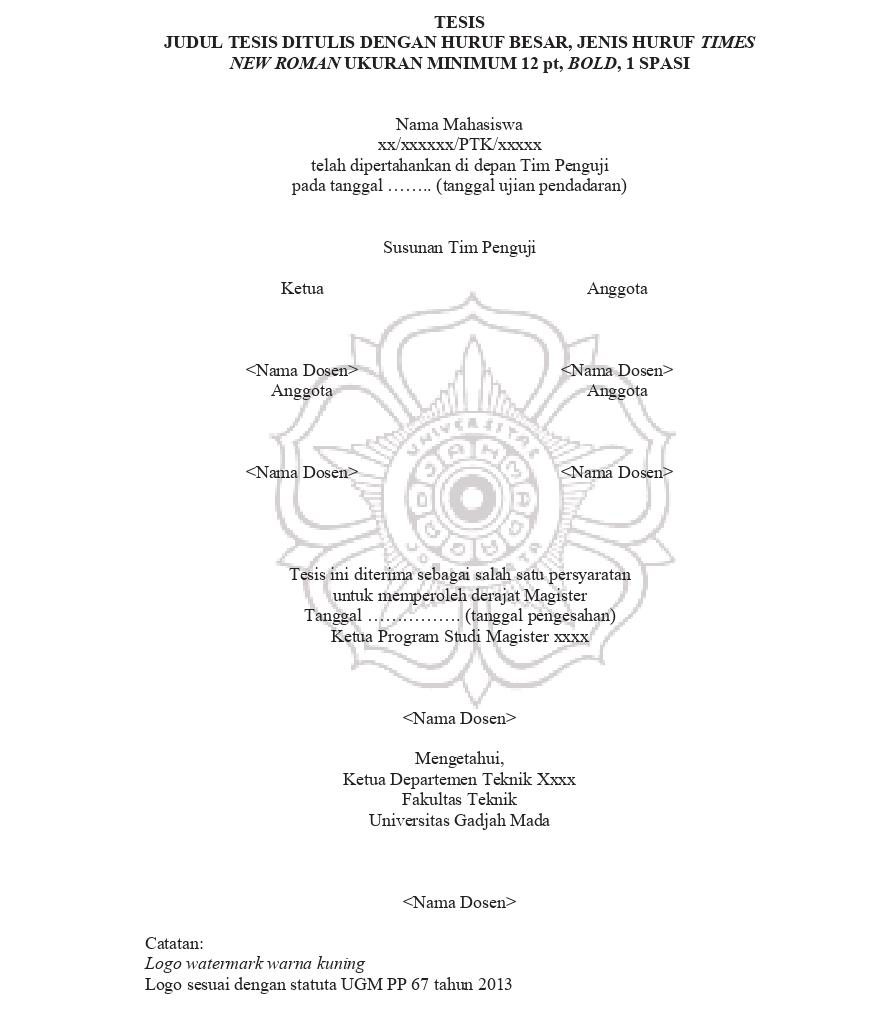 TESIS
JUDUL TESIS DITULIS DENGAN HURUF BESAR, JENIS HURUF TIMES
NEW ROMAN UKURAN MINIMUM 12 pt, BOLD, 1 SPASI
Nama Mahasiswa
xx/xxxxxx/PTK/xxxxx
telah dipertahankan di depan Tim Penguji
pada tanggal …….. (tanggal ujian pendadaran)
Susunan Tim Penguji
Ketua Anggota
<Nama Dosen> <Nama Dosen>
Anggota Anggota
UNIVERSITAS
<Nama Dosen> <Nama Dosen>
Tesis ini diterima sebagai salah satu persyaratan
untuk memperoleh derajat Magister
Tanggal ……………. (tanggal pengesahan)
Ketua Program Studi Magister xxxx
<Nama Dosen>
Mengetahui,
Ketua Departemen Teknik Xxxx
Fakultas Teknik
Universitas Gadjah Mada
<Nama Dosen>
Catatan:
Logo watermark warna kuning
Logo sesuai dengan statuta UGM PP 67 tahun 2013